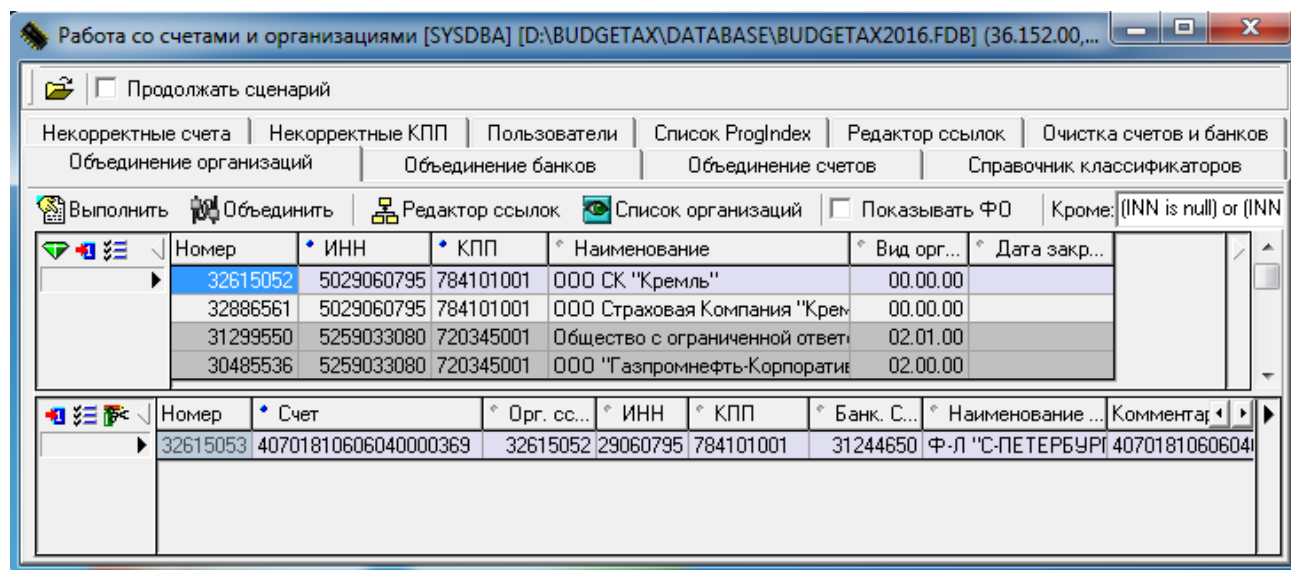 Работа со счетами и организациями [SYSDBA] [D:\BUDGETAX\DATABASE\BUDGETAX2016.FDB] (36.152.00,...
Продолжать сценарий
Некорректные счета Некорректные КПП Пользователи Список ProgIndex Редактор ссылок Очистка счетов и банков
Объединение организаций Объединение банков Объединение счетов Справочник классификаторов
Выполнить Объединить Редактор ссылок Список организаций Показывать ФО Кроме: (INN is null) or (INN
Номер ИНН КПП Наименование Вид орг... Дата закр...
32615052 5029060795 784101001 ООО СК "Кремль" 00.00.00
32886561 5029060795 784101001 ООО Страховая Компания "Крем 00.00.00
31299550 5259033080 720345001 Общество с ограниченной ответ 02.01.00
30485536 5259033080 720345001 ООО "Газпромнефть-Корпоратив 02.00.00
Номер Счет Орг. сс... ИНН КПП Банк. С... Наименование ... Комментар
32615053 40701810606040000369 32615052 29060795 784101001 31244650 Ф-Л "С-ПЕТЕРБУРГ 4070181060604